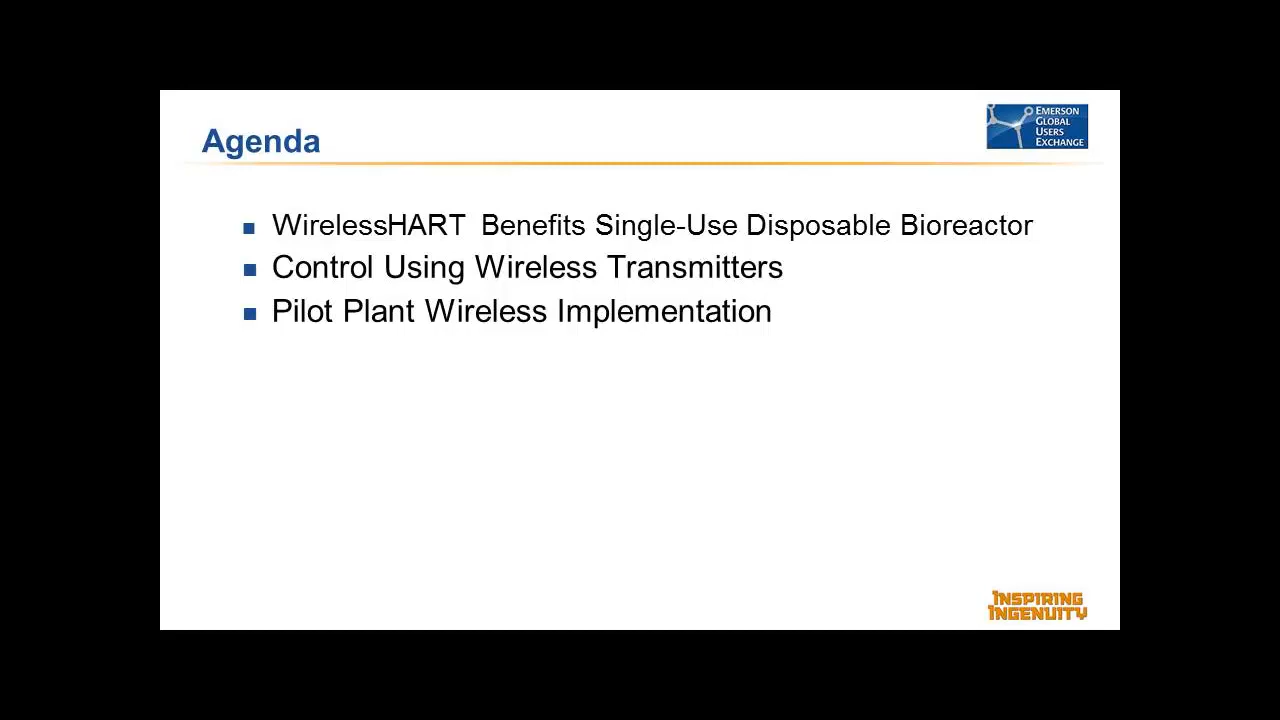 Agenda
EMERSON
GLOBAL
USERS
EXCHANGE
WirelessHART Benefits Single-Use Disposable Bioreactor
Control Using Wireless Transmitters
Pilot Plant Wireless Implementation
INSPIRING
INGENUITY